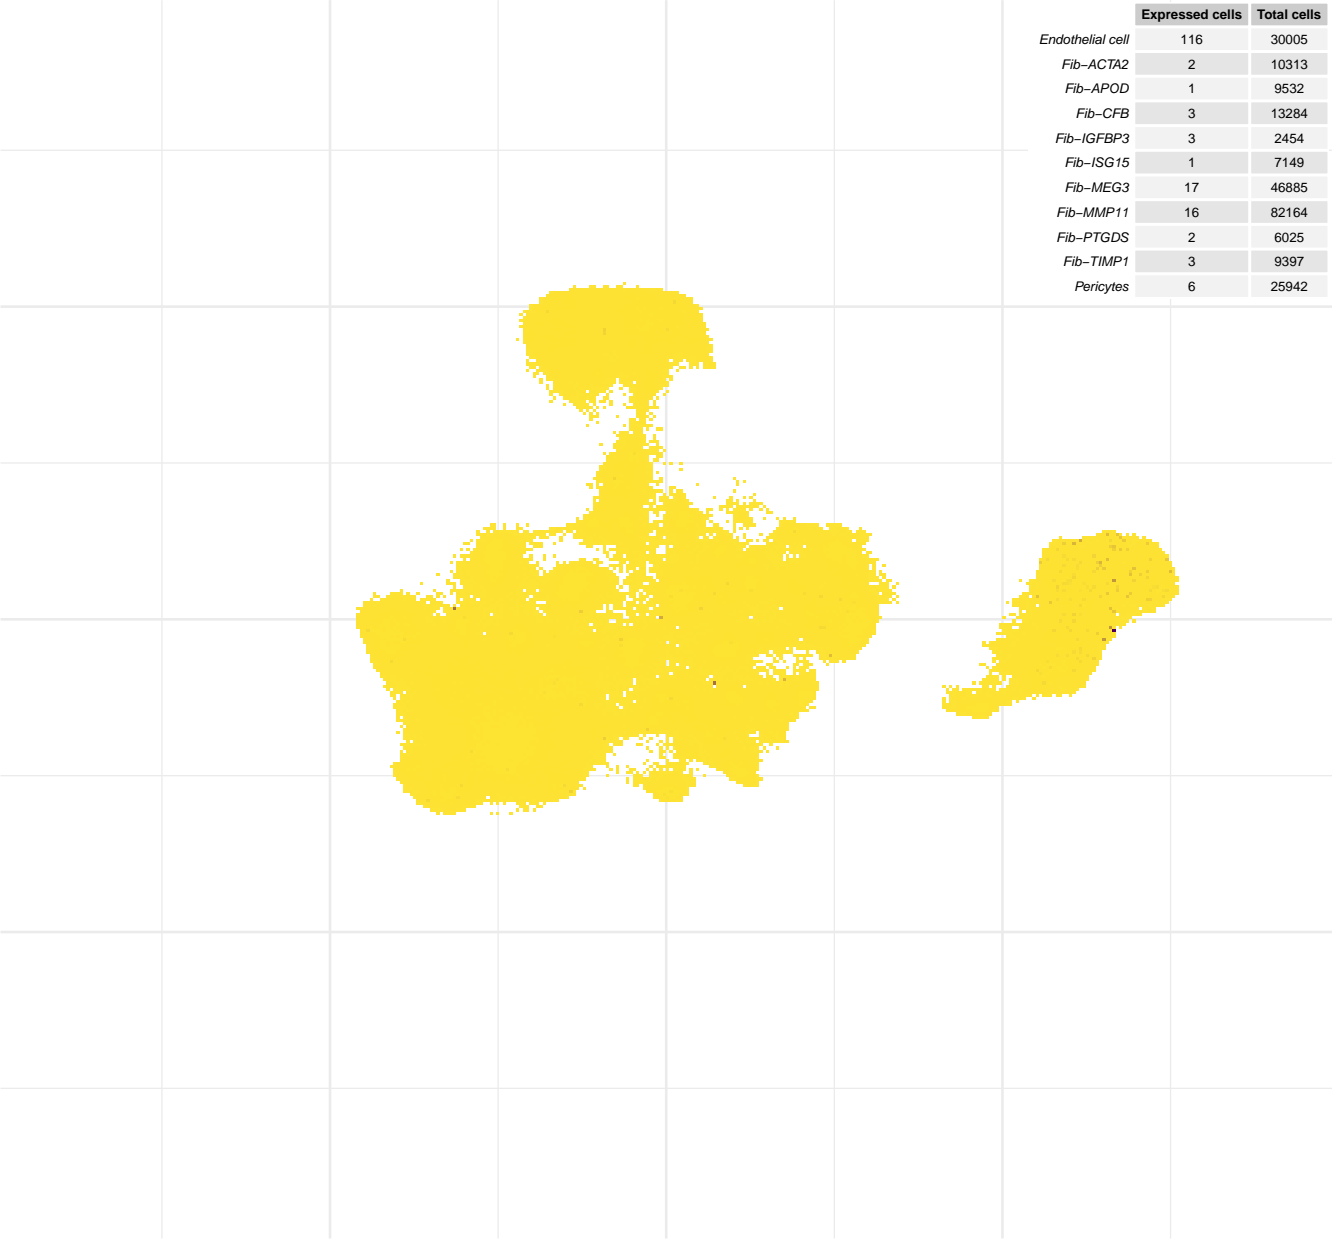 Expressed cells Total cells
Endothelial cell 116 30005
Fib−ACTA2 2 10313
Fib−APOD 1 9532
Fib−CFB 3 13284
Fib−IGFBP3 3 2454
Fib−ISG15 1 7149
Fib−MEG3 17 46885
Fib−MMP11 16 82164
Fib−PTGDS 2 6025
Fib−TIMP1 3 9397
Pericytes 6 25942